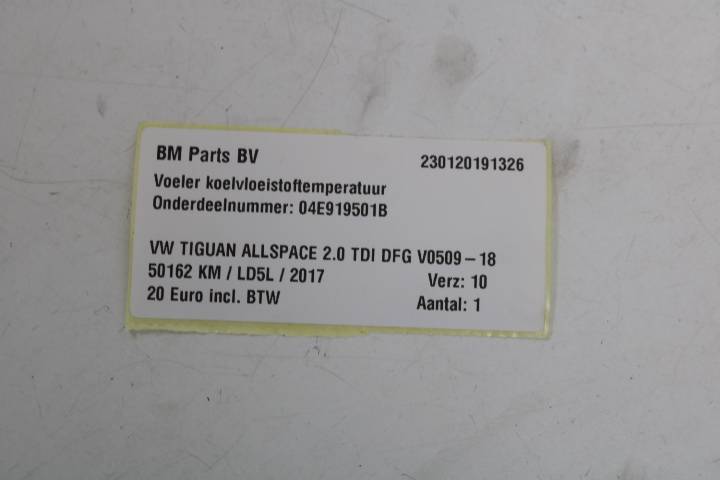 BM Parts BV 230120191326
Voeler koelvloeistoftemperatuur
Onderdeelnummer: 04E919501B
VW TIGUAN ALLSPACE 2.0 TDI DFG V0509-18
50162 KM / LD5L / 2017 Verz: 10
20 Euro incl. BTW Aantal: 1